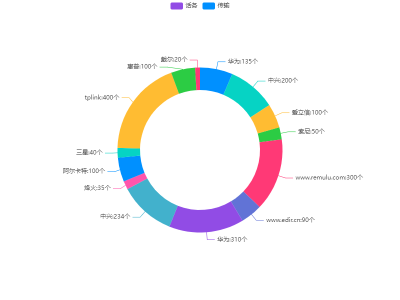 话务 传输
戴尔:20个
华为:135个
惠普:100个
中兴:200个
tplink:400个
爱立信:100个
索尼:50个
三星:40个
阿尔卡特:100个
www.remulu.com:300个
烽火:35个
中兴:234个
www.edir.cn:90个
华为:310个